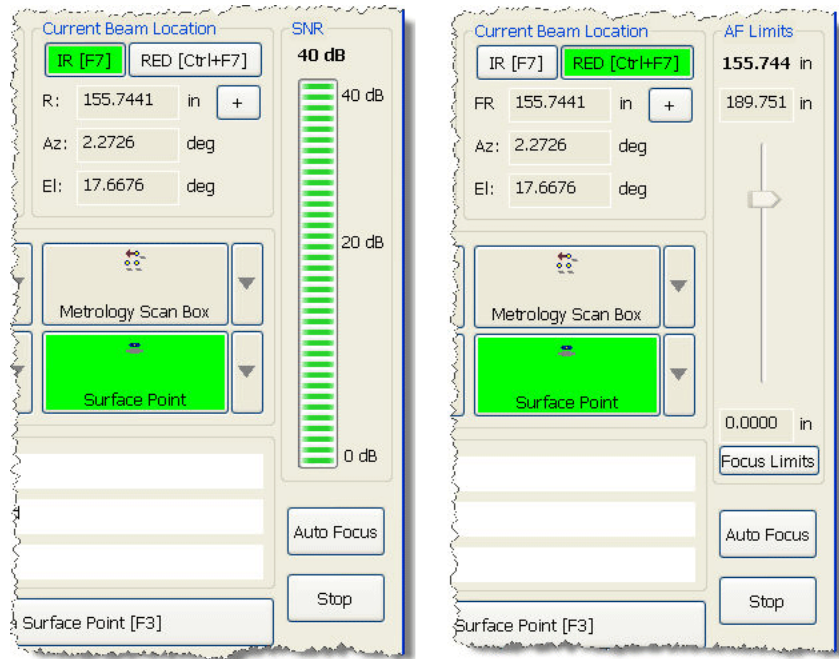 Current Beam Location
IR [F7]
RED [Ctrl+F7]
R: 155.7441 in +
Az: 2.2726 deg
El: 17.6676 deg
Metrology Scan Box
Surface Point
Surface Point [F3]
SNR
40 dB
40 dB
20 dB
0 dB
Auto Focus
Stop
Current Beam Location
IR [F7]
RED [Ctrl+F7]
FR 155.7441 in +
Az: 2.2726 deg
El: 17.6676 deg
Metrology Scan Box
Surface Point
Surface Point [F3]
AF Limits
155.744 in
189.751 in
0.0000 in
Focus Limits
Auto Focus
Stop